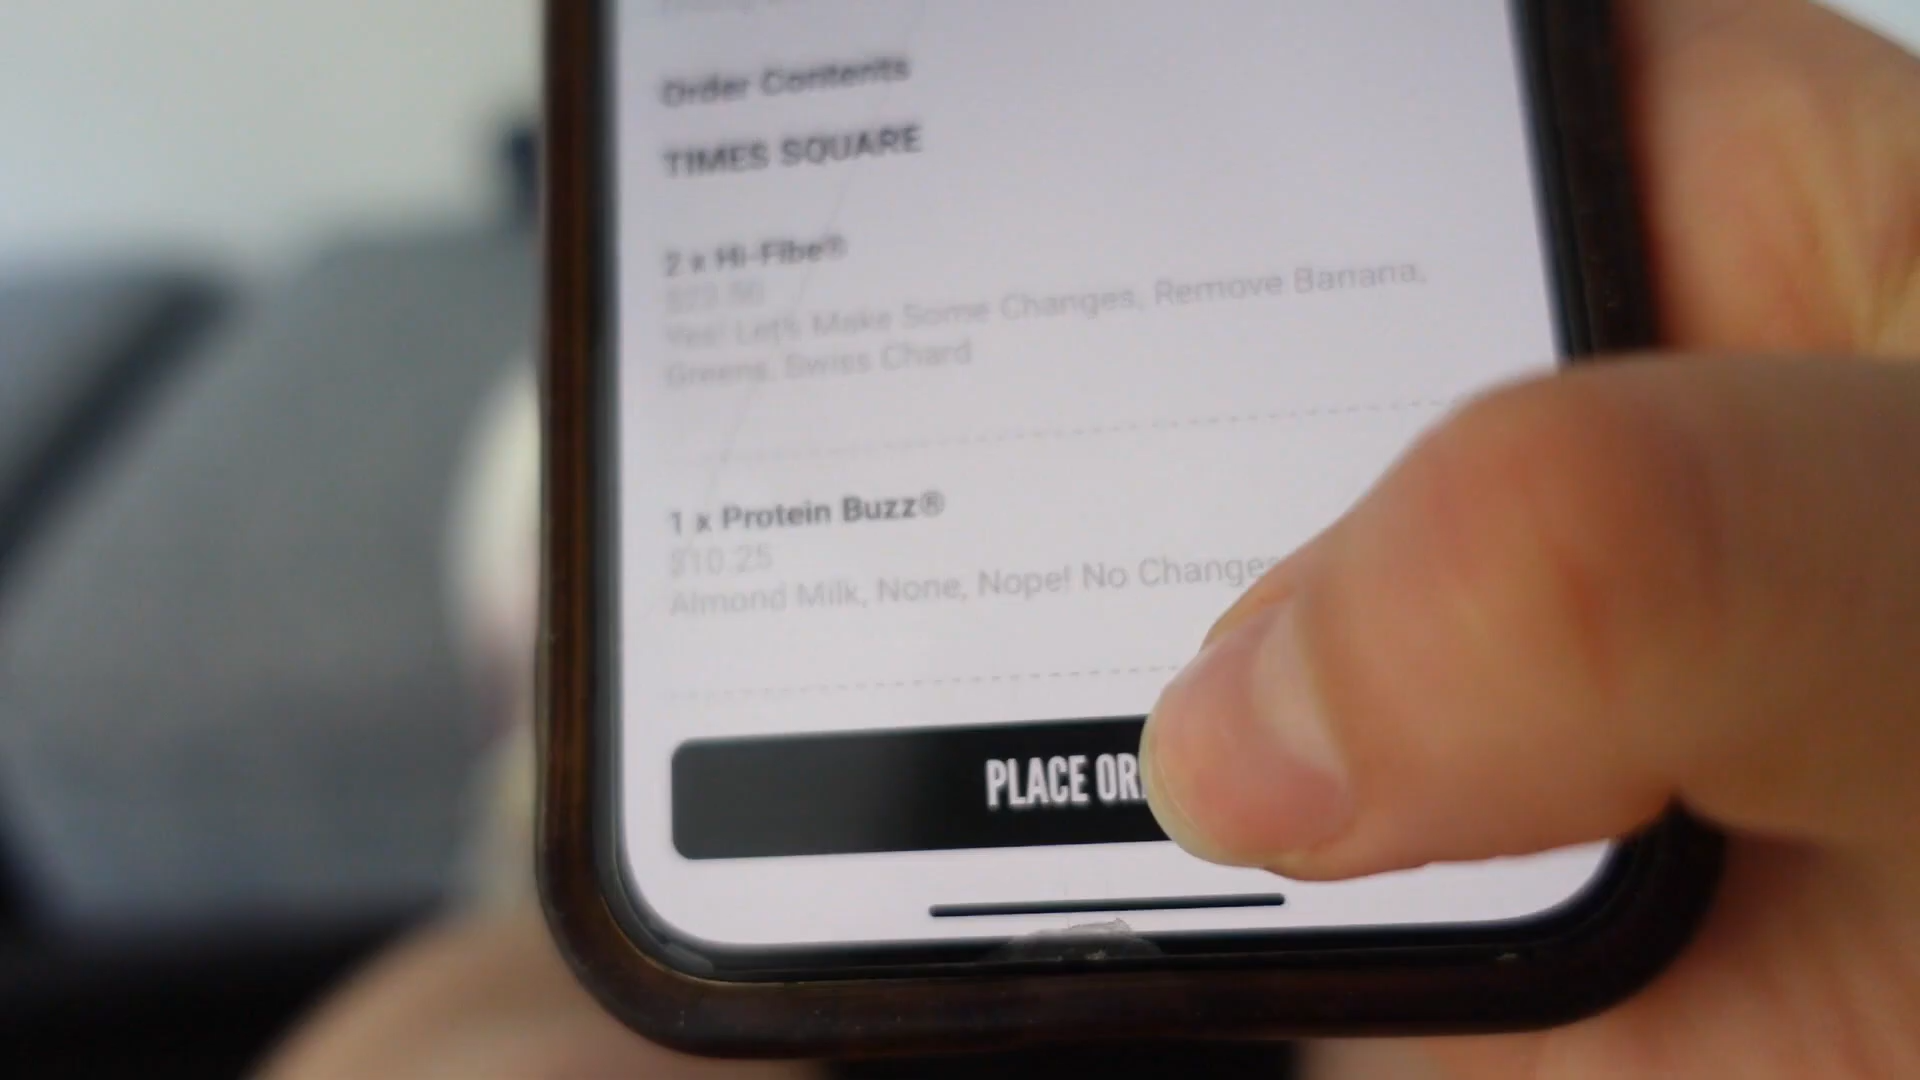 Order Contents
TIMES SQUARE
2 x Hi-Fibe®
Yes! Let's Make Some Changes, Remove Banana,
Greens, Swiss Chard
1 x Protein Buzz®
$10.25
Almond Milk, None, Nope! No Changes
PLACE OR